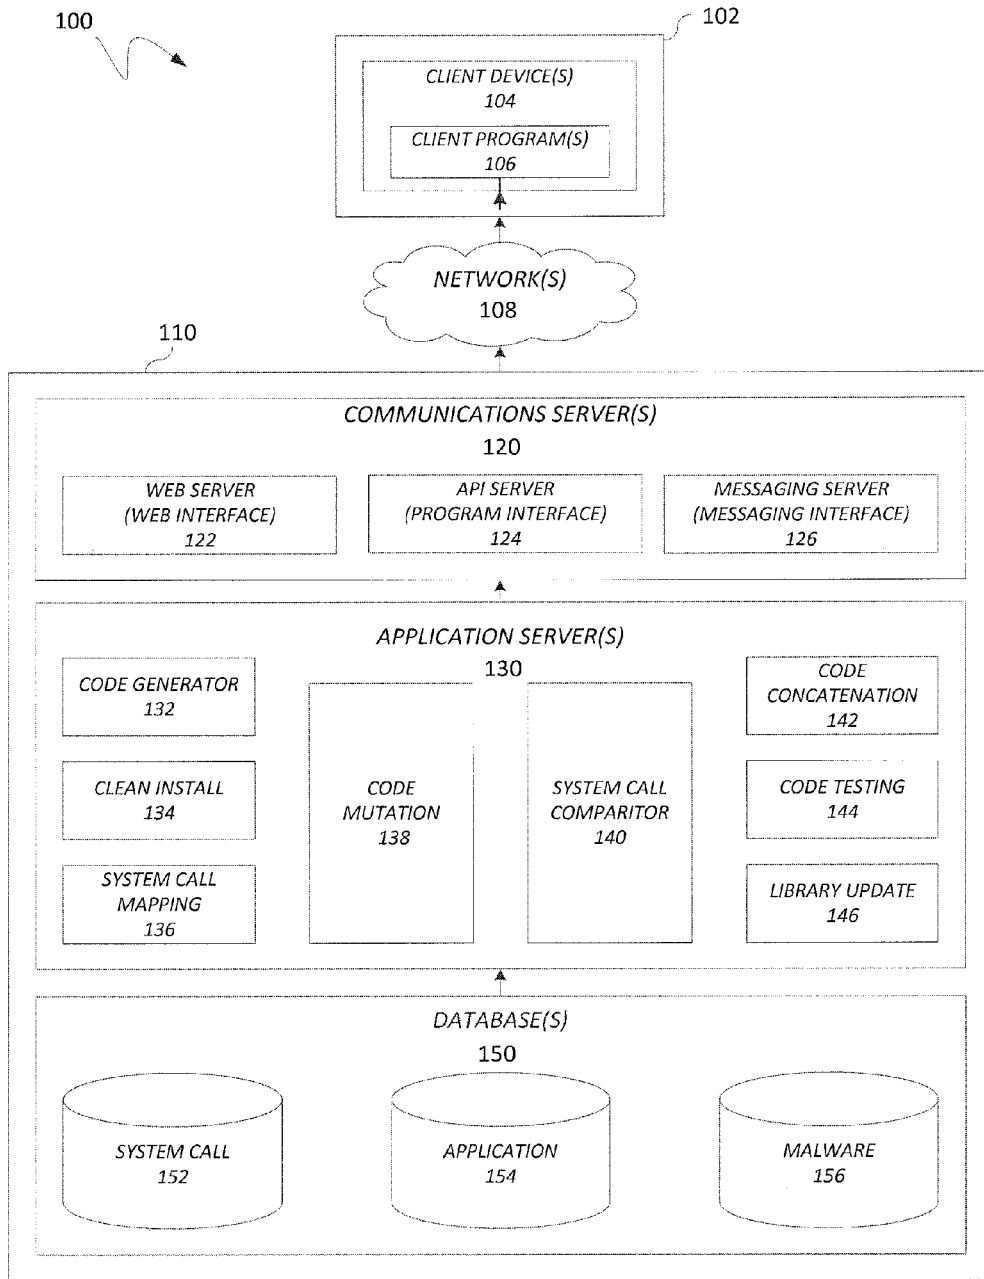 100
102
CLIENT DEVICE(S)
104
CLIENT PROGRAM(S)
106
NETWORK(S)
108
110
COMMUNICATIONS SERVER(S)
120
WEB SERVER
(WEB INTERFACE)
122
API SERVER
(PROGRAM INTERFACE)
124
MESSAGING SERVER
(MESSAGING INTERFACE)
126
APPLICATION SERVER(S)
130
CODE GENERATOR
132
CLEAN INSTALL
134
SYSTEM CALL
MAPPING
136
CODE
MUTATION
138
SYSTEM CALL
COMPARITOR
140
CODE
CONCATENATION
142
CODE TESTING
144
LIBRARY UPDATE
146
DATABASE(S)
150
SYSTEM CALL
152
APPLICATION
154
MALWARE
156